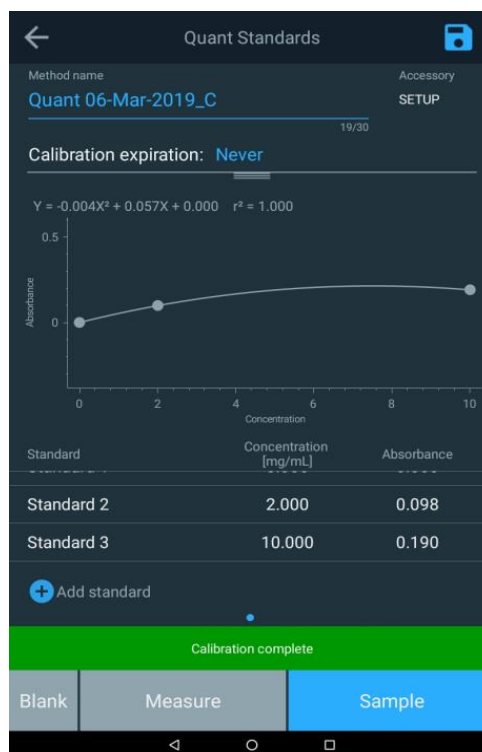 Quant Standards
Method name
Accessory
Quant 06-Mar-2019_C
SETUP
19/30
Calibration expiration: Never
Y = -0.004X² + 0.057X + 0.000 r² = 1.000
0.5
0
Absorbance
0 2 4 6 8 10
Concentration
Standard
Concentration
[mg/mL]
Absorbance
Standard 2 2.000 0.098
Standard 3 10.000 0.190
Add standard
Calibration complete
Blank Measure Sample